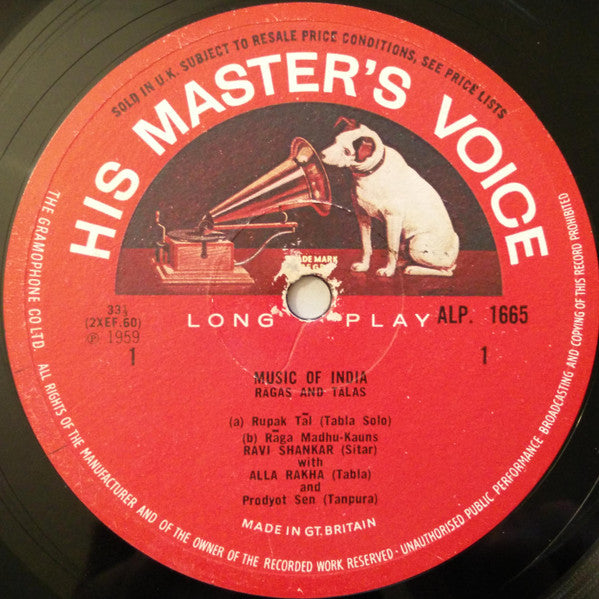 SOLD IN U.K. SUBJECT TO RESALE PRICE CONDITIONS, SEE PRICE LISTS
HIS MASTER'S VOICE
TRADE MARK
LONG PLAY
33⅓
(2XEF.60)
℗ 1959
1
ALP. 1665
1
MUSIC OF INDIA
RĀGAS AND TĀLAS
(a) Rupak Tāl (Tabla Solo)
(b) Rāga Madhu-Kauns
RAVI SHANKAR (Sitar)
with
ALLA RAKHA (Tabla)
and
Prodyot Sen (Tanpura)
MADE IN GT. BRITAIN
THE GRAMOPHONE CO LTD. ALL RIGHTS OF THE MANUFACTURER AND OF THE OWNER OF THE RECORDED WORK RESERVED - UNAUTHORISED PUBLIC PERFORMANCE BROADCASTING AND COPYING OF THIS RECORD PROHIBITED